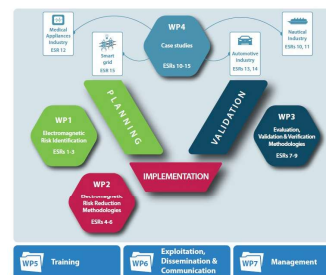 Medical
Appliances
Industry
ESR 12
Smart
grid
ESR 15
WP4
Case studies
ESRs 10-15
Automotive
Industry
ESRs 13, 14
Nautical
Industry
ESRs 10, 11
PLANNING
VALIDATION
WP1
Electromagnetic
Risk Identification
ESRs 1-3
WP3
Evaluation,
Validation & Verification
Methodologies
ESRs 7-9
IMPLEMENTATION
WP2
Electromagnetic
Risk Reduction
Methodologies
ESRs 4-6
WP5 Training
WP6 Exploitation,
Dissemination &
Communication
WP7 Management